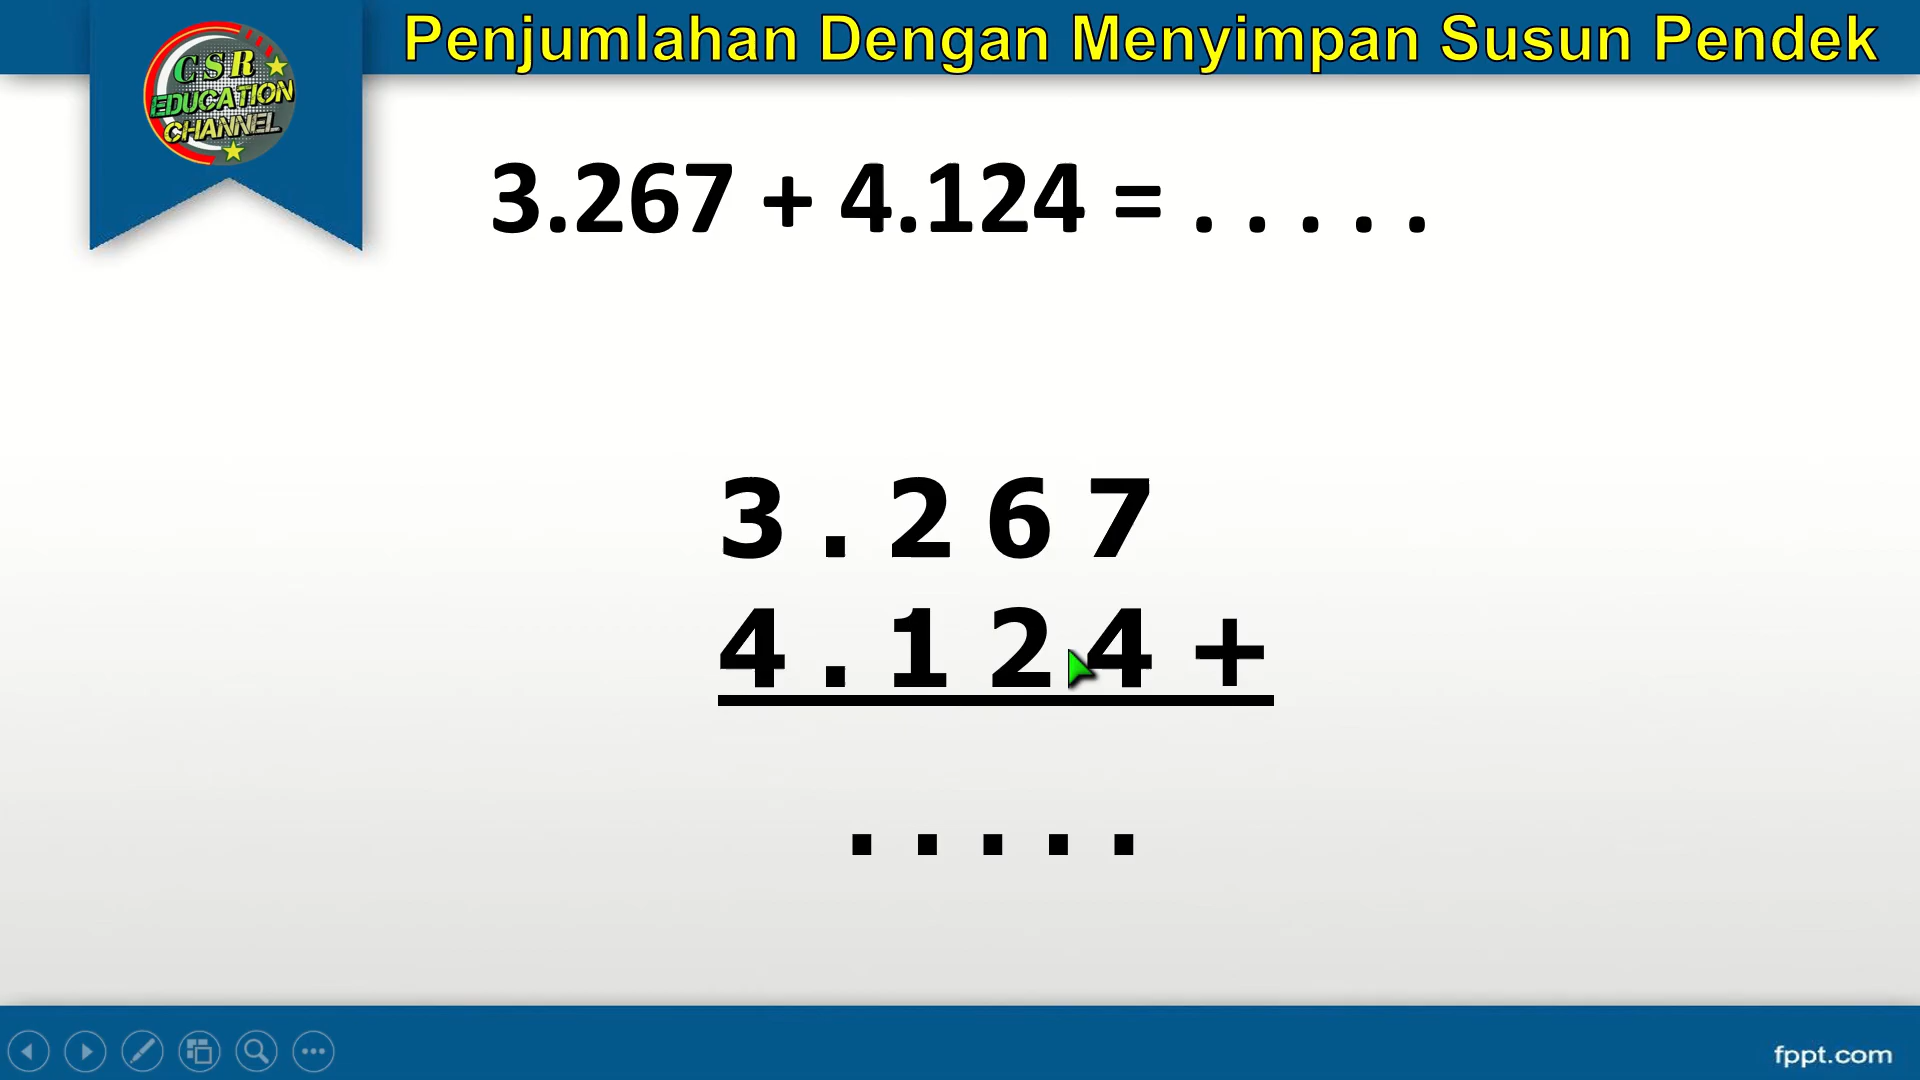 Penjumlahan Dengan Menyimpan Susun Pendek
CSR
EDUCATION
CHANNEL
3.267 + 4.124 = . . . . .
3 . 2 6 7
4 . 1 2 4 +
. . . . .
fppt.com